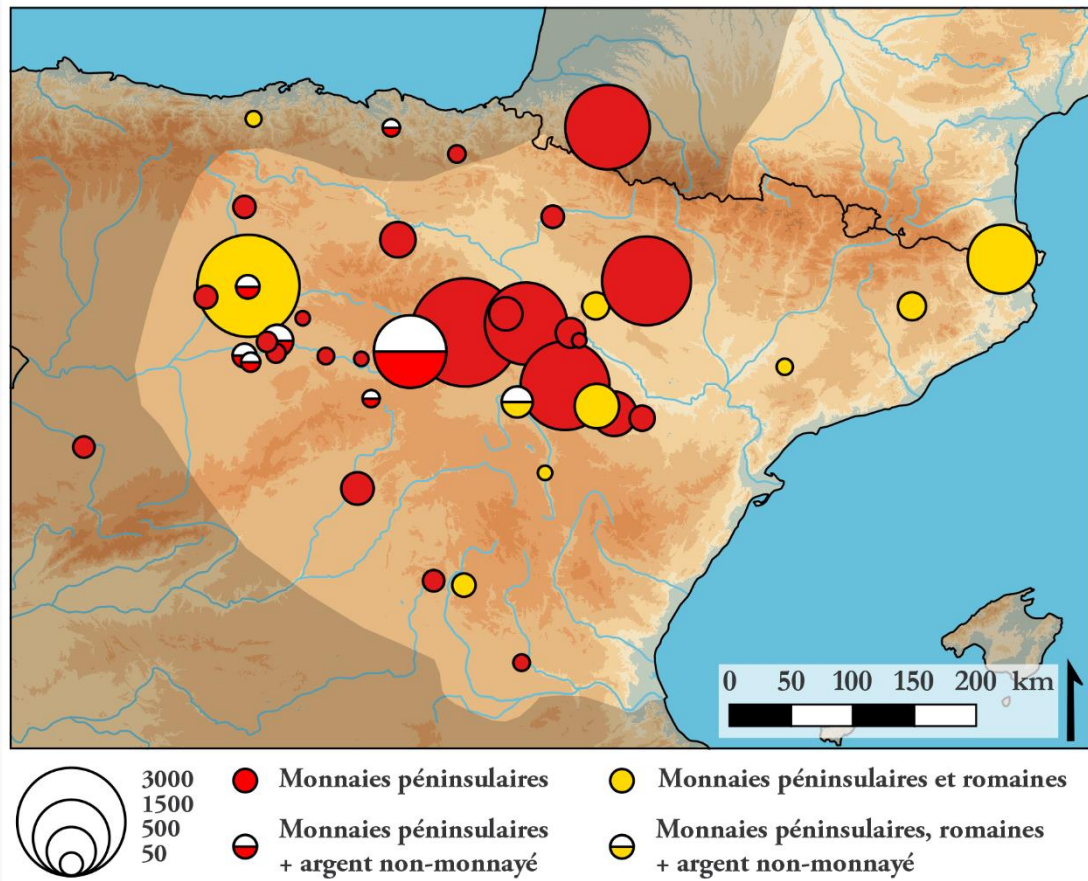 0 50 100 150 200 km
3000
1500
500
50
Monnaies péninsulaires
Monnaies péninsulaires
+ argent non-monnayé
Monnaies péninsulaires et romaines
Monnaies péninsulaires, romaines
+ argent non-monnayé